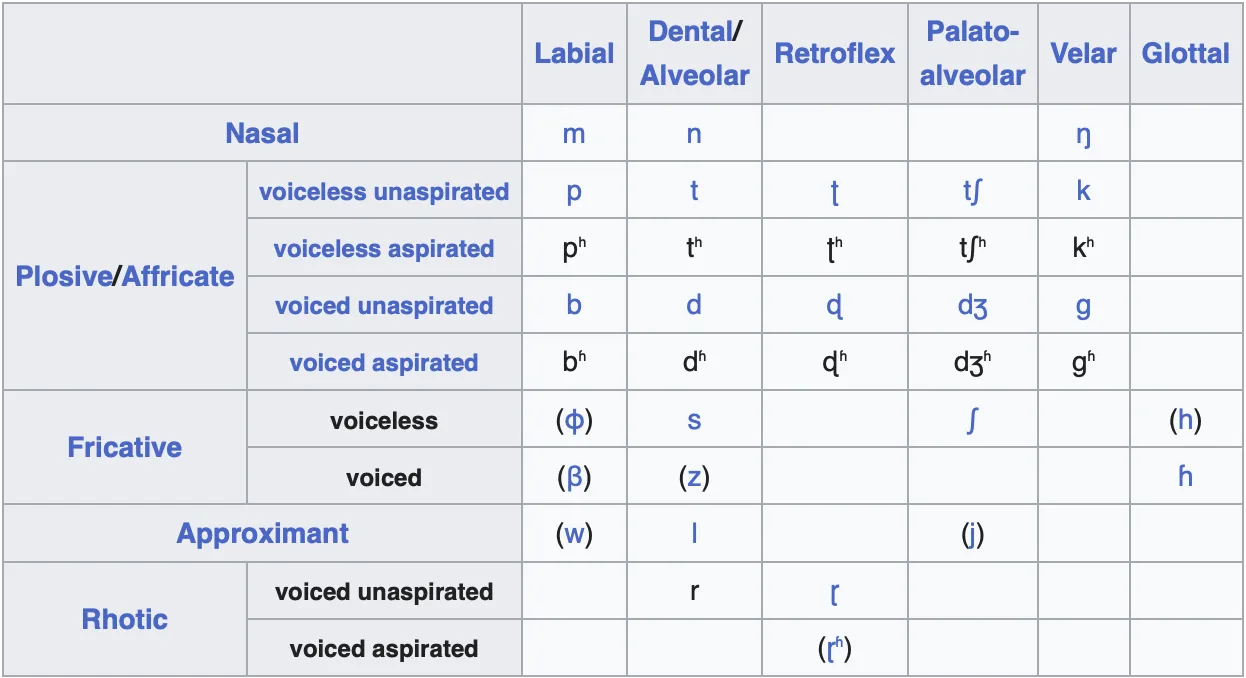 Labial Dental/Alveolar Retroflex Palato-alveolar Velar Glottal
Nasal m n ŋ
Plosive/Affricate voiceless unaspirated p t ʈ tʃ k
voiceless aspirated pʰ tʰ ʈʰ tʃʰ kʰ
voiced unaspirated b d ɖ dʒ ɡ
voiced aspirated bʱ dʱ ɖʱ dʒʱ ɡʱ
Fricative voiceless (ɸ) s ʃ (h)
voiced (β) (z) ɦ
Approximant (w) l (j)
Rhotic voiced unaspirated r ɽ
voiced aspirated (ɽʱ)